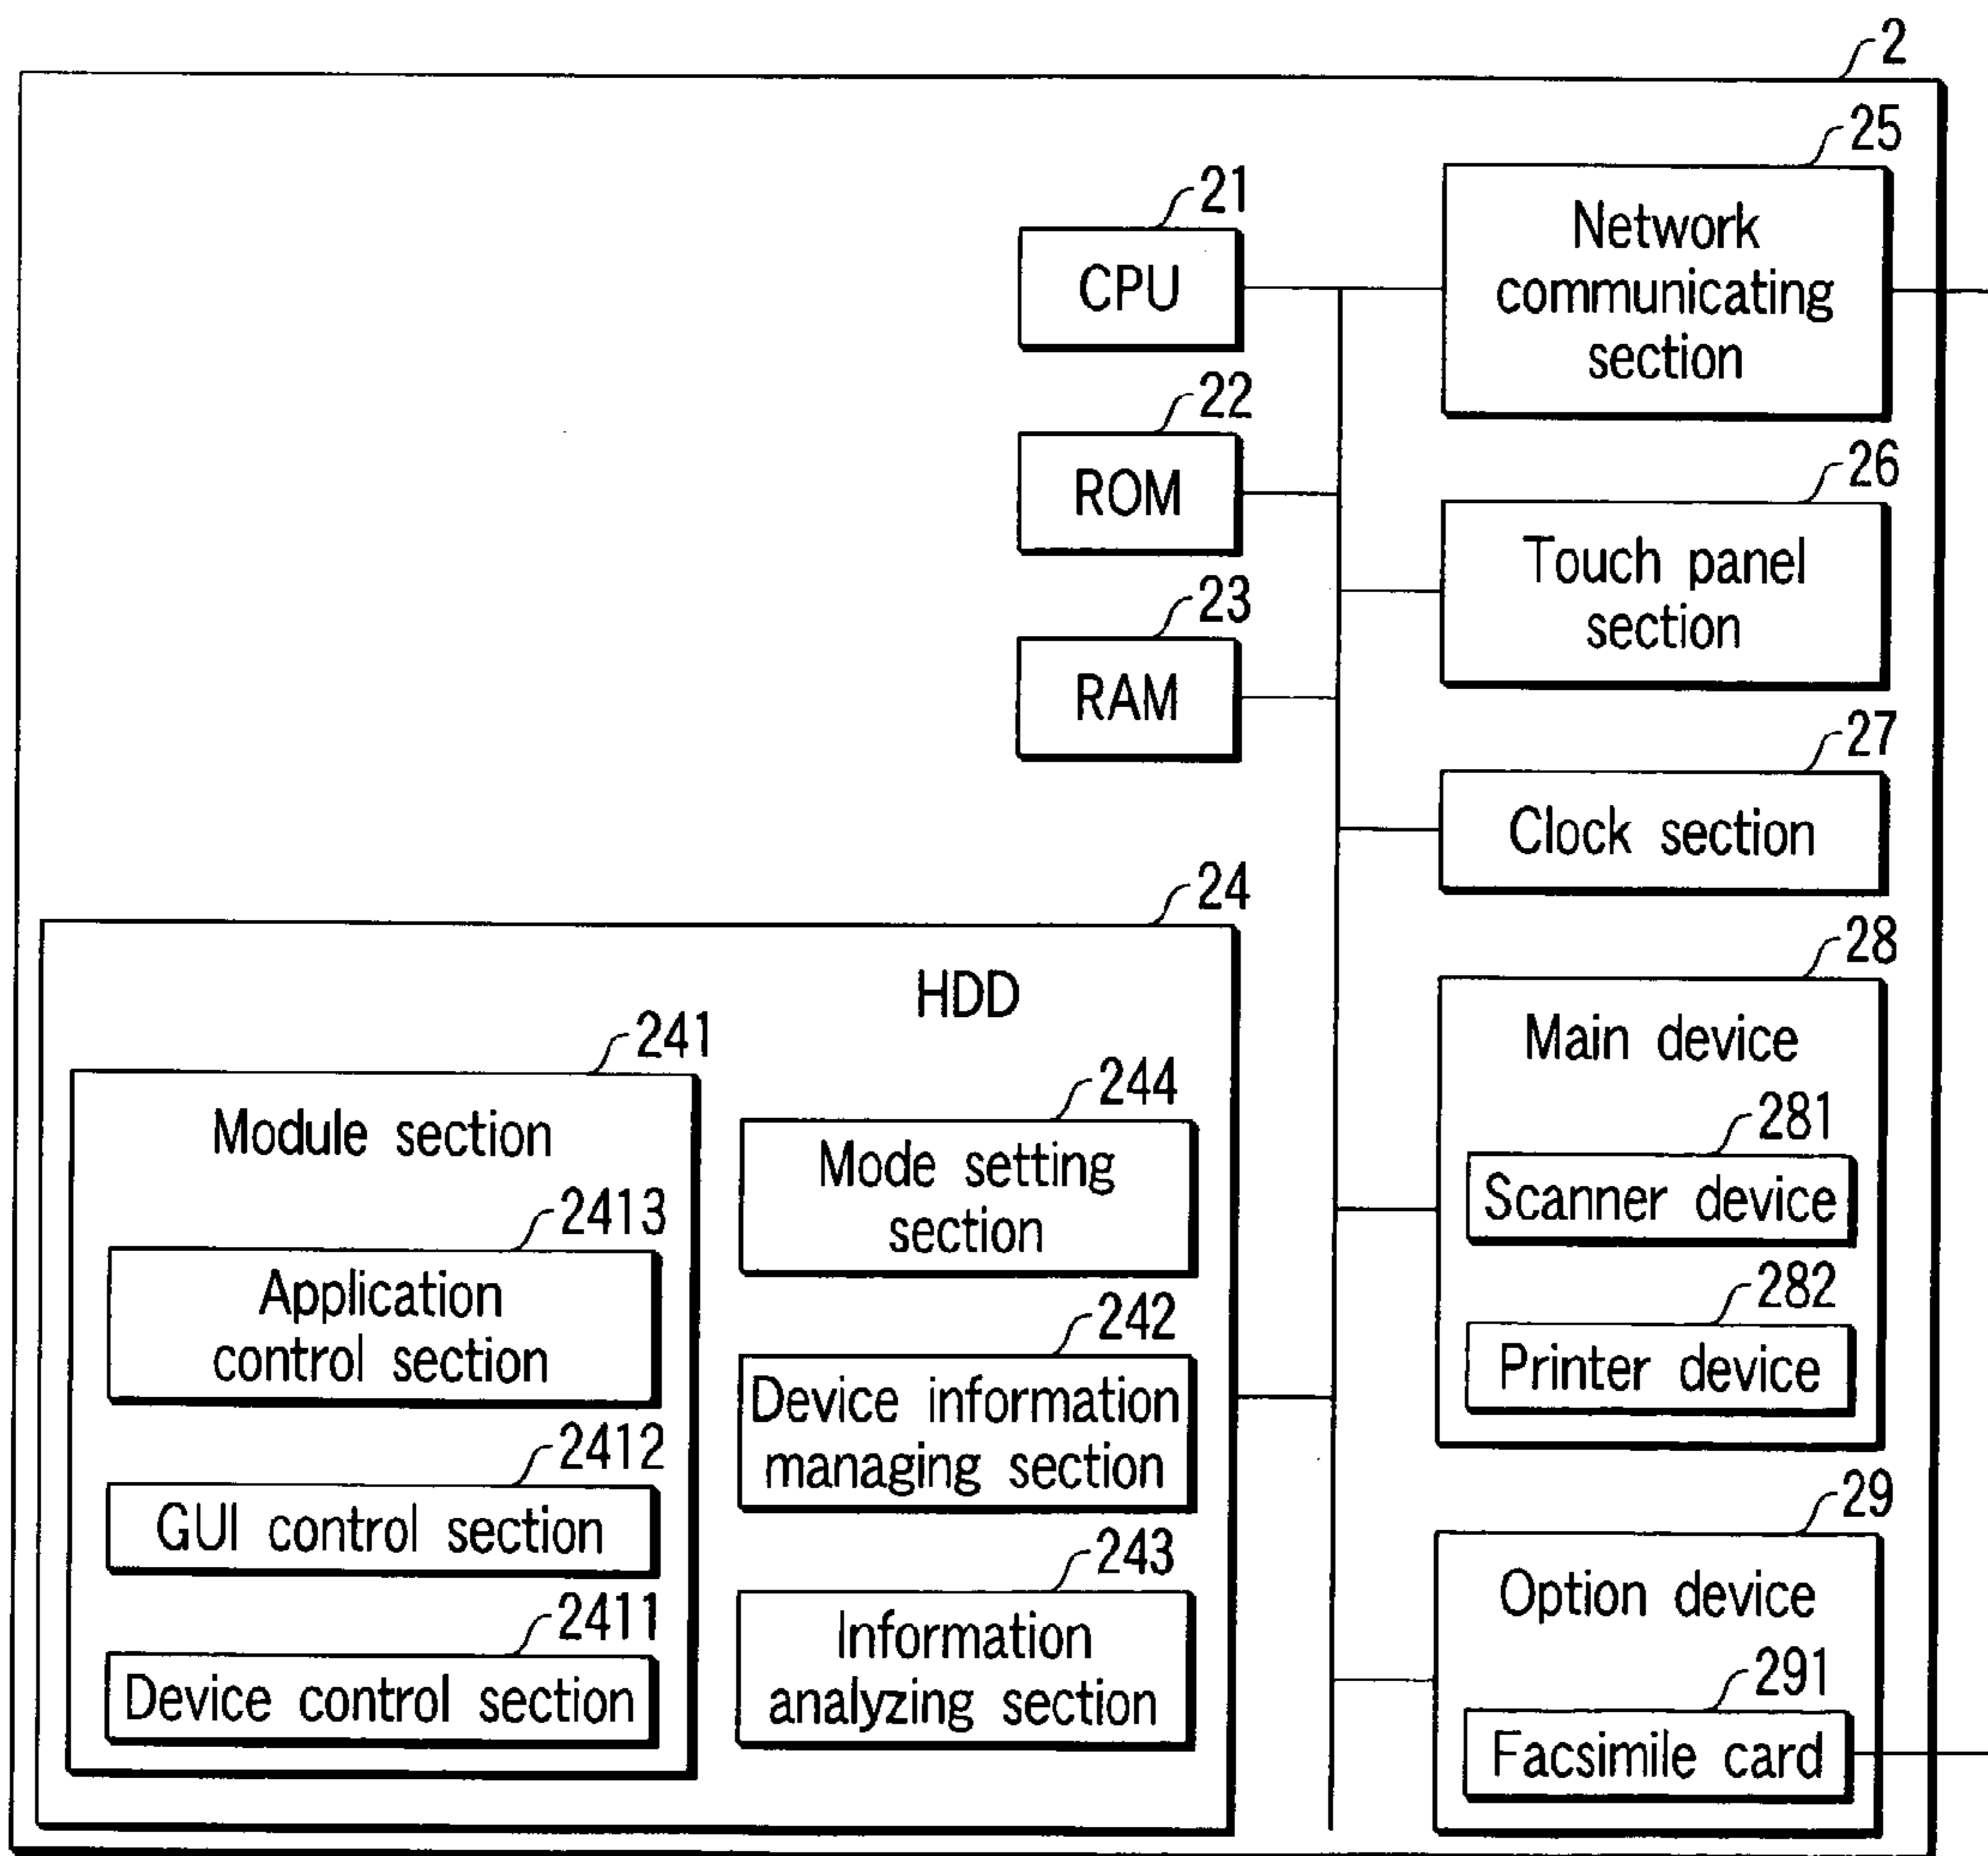 2
25
Network
communicating
section
21
CPU
22
ROM
26
Touch panel
section
23
RAM
27
Clock section
24
HDD
241
Module section
2413
Application
control section
2412
GUI control section
2411
Device control section
244
Mode setting
section
242
Device information
managing section
243
Information
analyzing section
28
Main device
281
Scanner device
282
Printer device
29
Option device
291
Facsimile card